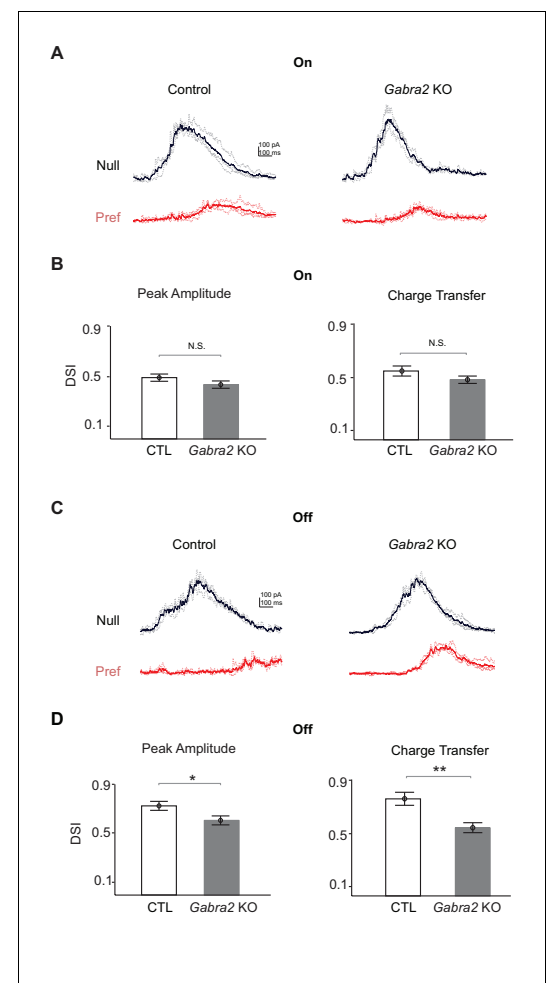 A
On
Control
Gabra2 KO
100 pA
100 ms
Null
Pref
B
On
Peak Amplitude
Charge Transfer
0.9
0.9
N.S.
N.S.
DSI
0.5
0.5
0.1
0.1
CTL
Gabra2 KO
CTL
Gabra2 KO
C
Off
Control
Gabra2 KO
100 pA
100 ms
Null
Pref
D
Off
Peak Amplitude
Charge Transfer
0.9
0.9
*
**
DSI
0.5
0.5
0.1
0.1
CTL
Gabra2 KO
CTL
Gabra2 KO